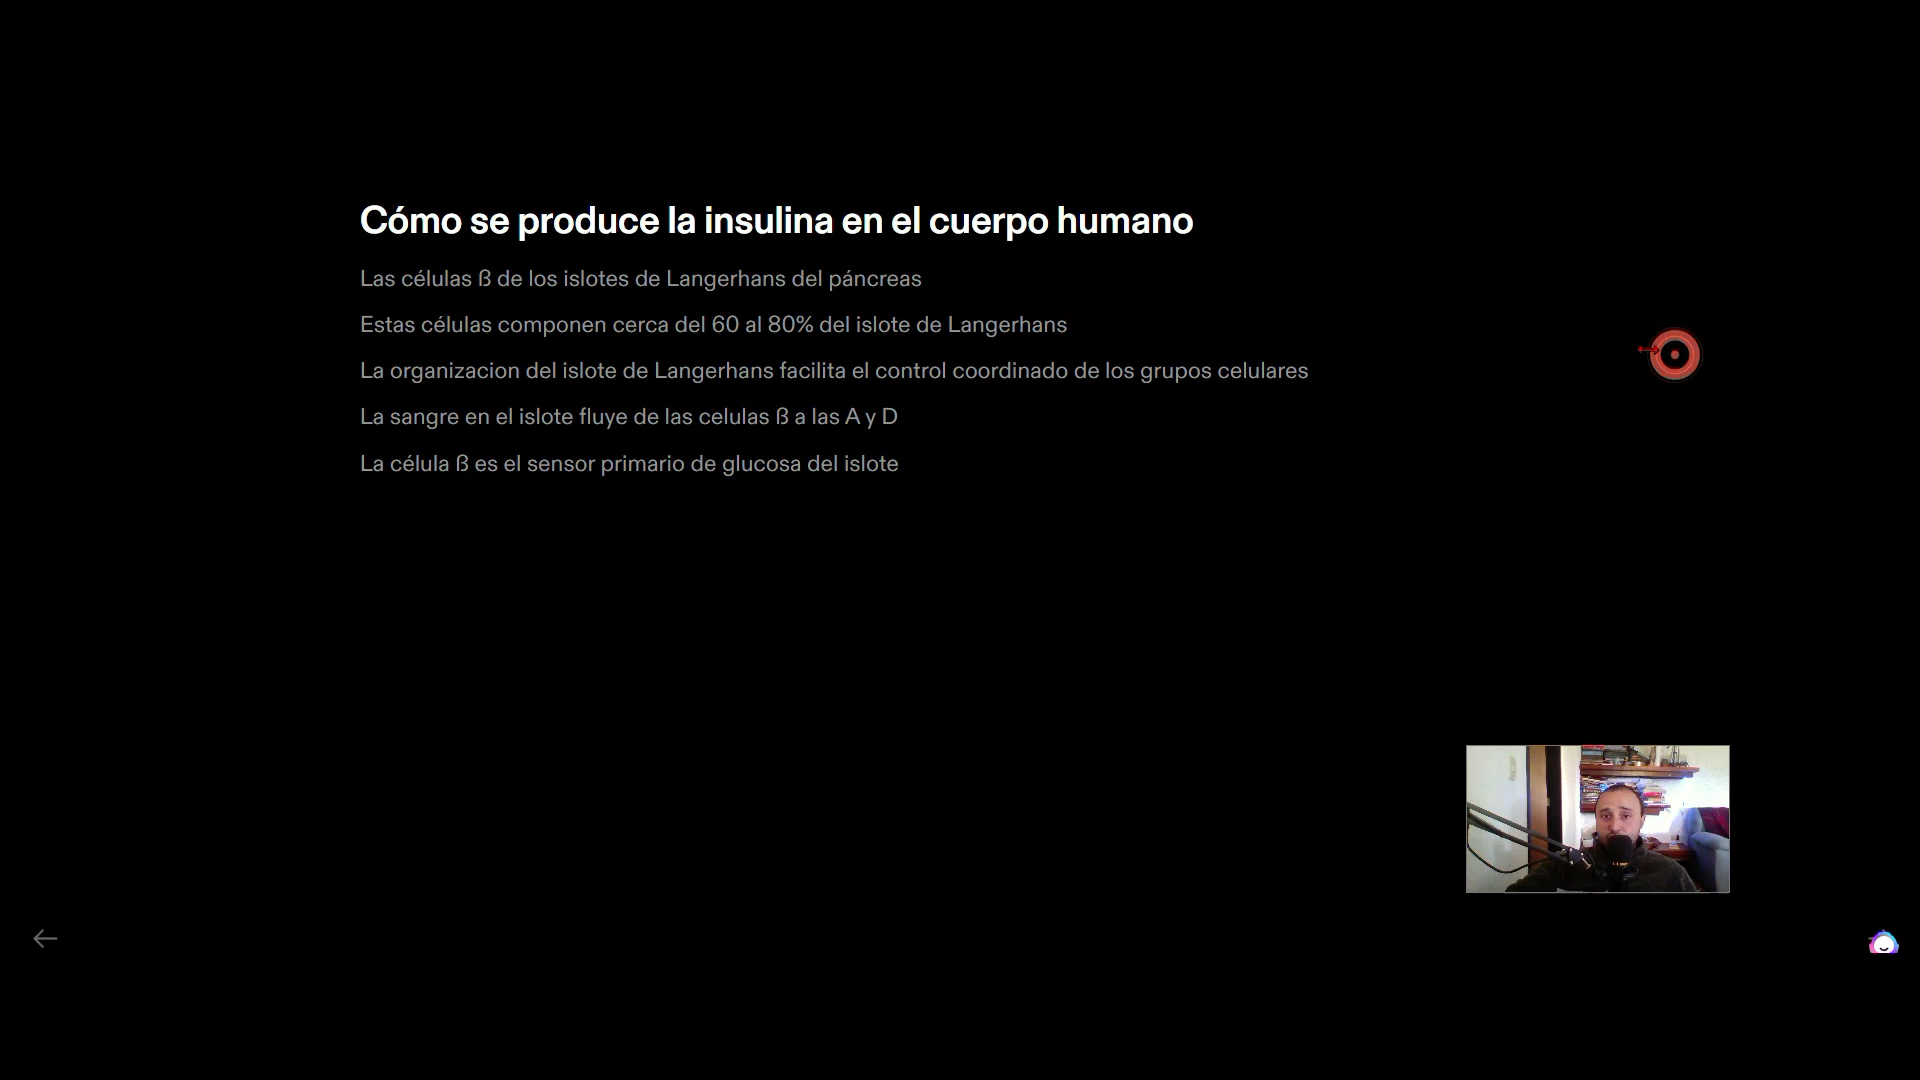 Cómo se produce la insulina en el cuerpo humano
Las células ß de los islotes de Langerhans del páncreas
Estas células componen cerca del 60 al 80% del islote de Langerhans
La organizacion del islote de Langerhans facilita el control coordinado de los grupos celulares
La sangre en el islote fluye de las celulas ß a las A y D
La célula ß es el sensor primario de glucosa del islote